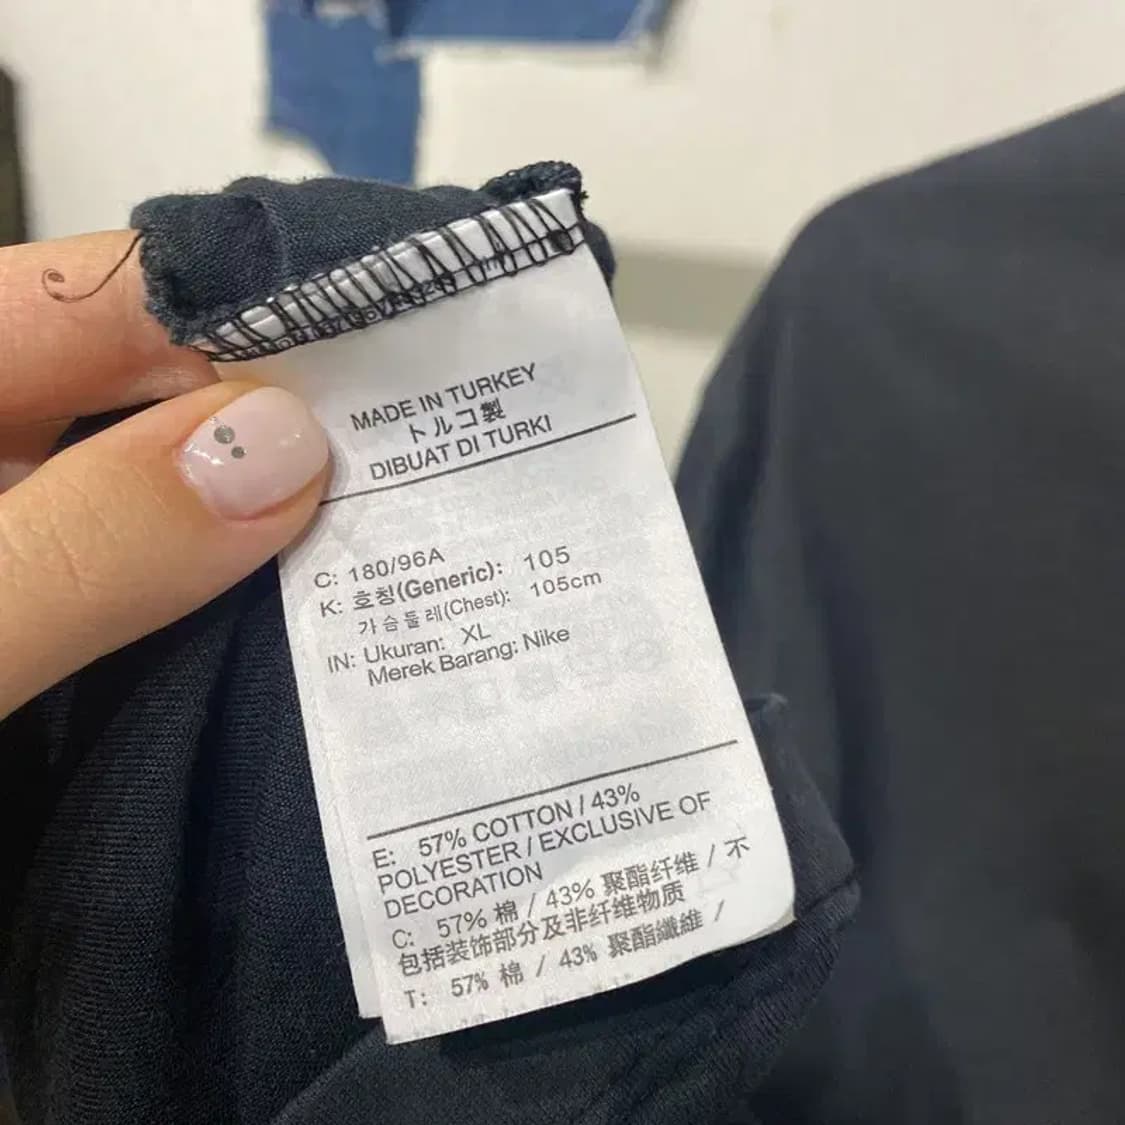 MADE IN TURKEY
トルコ製
DIBUAT DI TURKI
C: 180/96A
K: 호칭(Generic): 105
가슴둘레(Chest): 105cm
IN: Ukuran: XL
Merek Barang: Nike
E: 57% COTTON / 43%
POLYESTER / EXCLUSIVE OF
DECORATION
C: 57% 棉 / 43% 聚酯纤维 / 不
包括装饰部分及非纤维物质
T: 57% 棉 / 43% 聚酯纖維 /